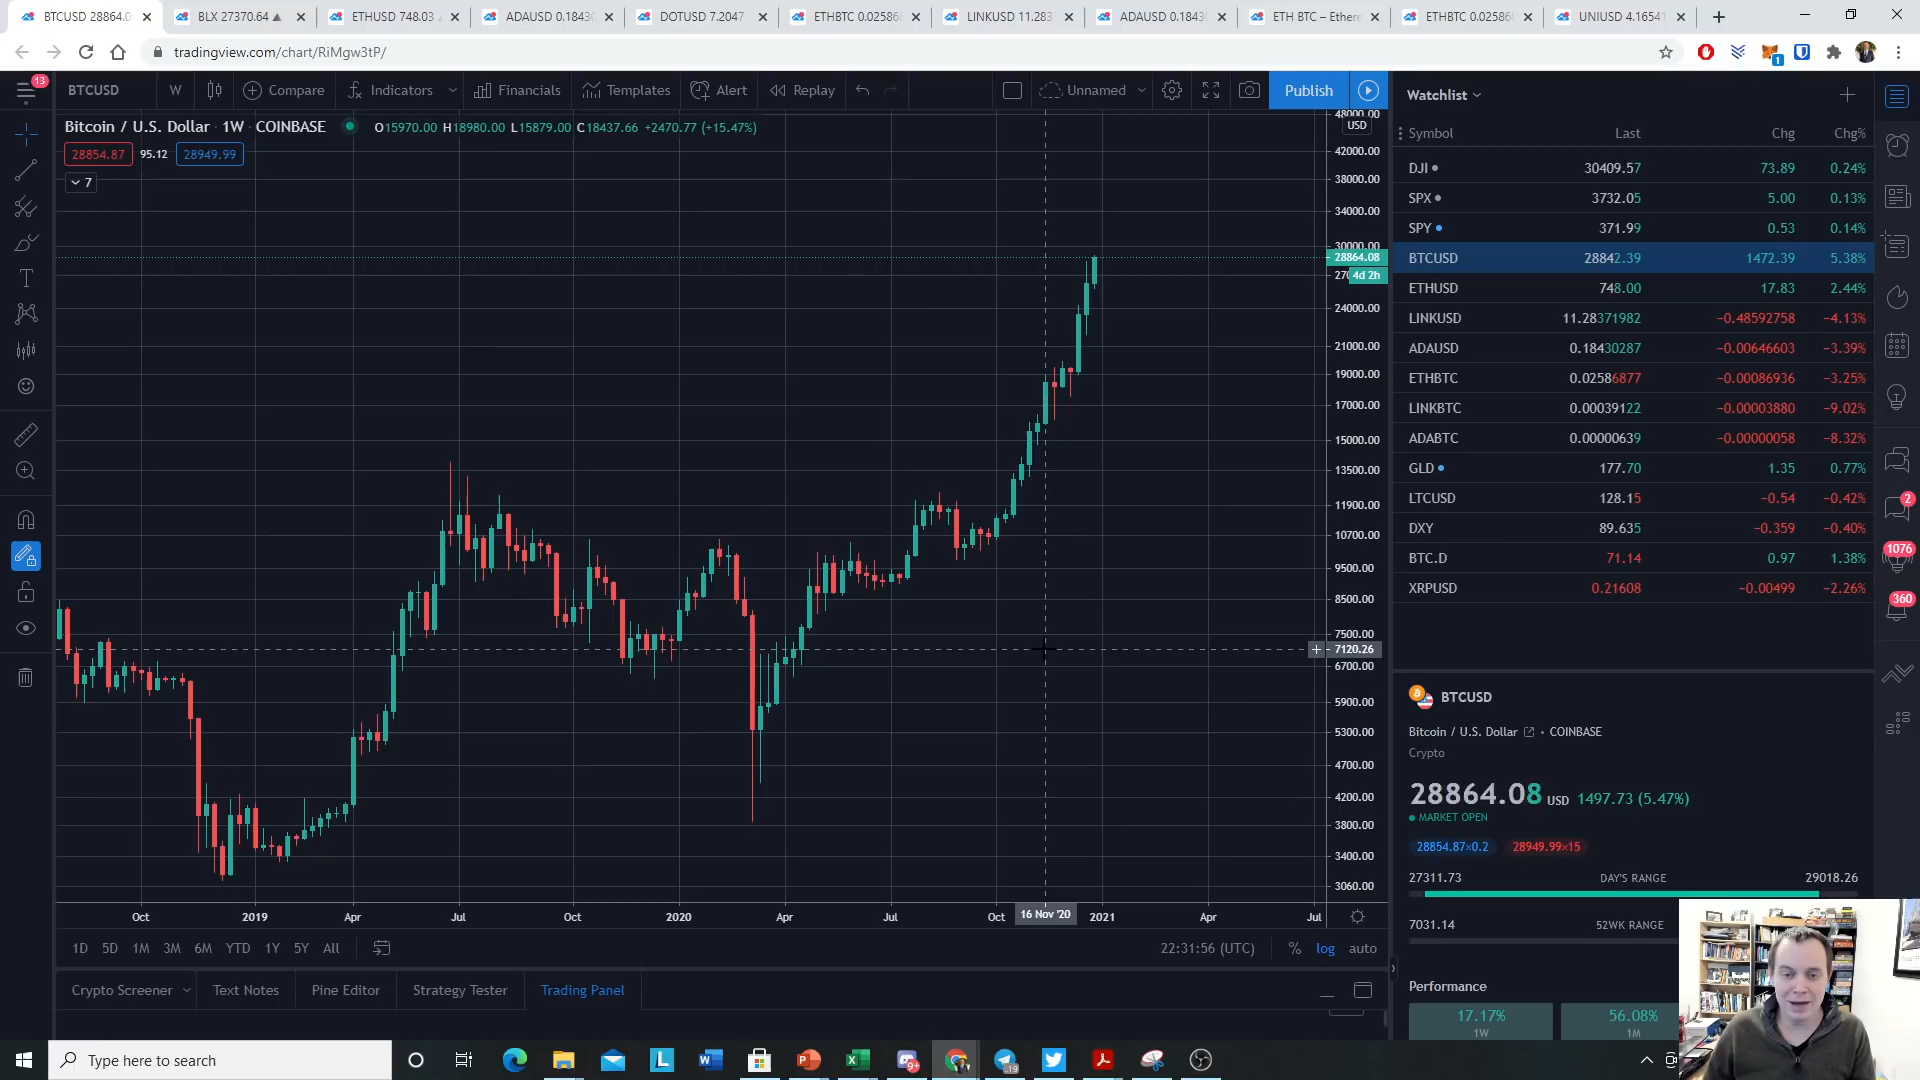 BTCUSD 28864.0
BLX 27370.64
ETHUSD 748.03
ADAUSD 0.1843
DOTUSD 7.2047
ETHBTC 0.02586
LINKUSD 11.283
ADAUSD 0.1843
ETH BTC – Ethere
ETHBTC 0.02586
UNIUSD 4.1654
tradingview.com/chart/RiMgw3tP/
1
13
BTCUSD W Compare Indicators Financials Templates Alert Replay Unnamed Publish
Bitcoin / U.S. Dollar · 1W · COINBASE O15970.00 H18980.00 L15879.00 C18437.66 +2470.77 (+15.47%)
28854.87 95.12 28949.99
7
48000.00
USD
42000.00
38000.00
34000.00
30000.00
28864.08
4d 2h
24000.00
21000.00
19000.00
17000.00
15000.00
13500.00
11900.00
10700.00
9500.00
8500.00
7500.00
7120.26
6700.00
5900.00
5300.00
4700.00
4200.00
3800.00
3400.00
3060.00
Oct 2019 Apr Jul Oct 2020 Apr Jul Oct 16 Nov '20 2021 Apr Jul
1D 5D 1M 3M 6M YTD 1Y 5Y All 22:31:56 (UTC) % log auto
Crypto Screener Text Notes Pine Editor Strategy Tester Trading Panel
Watchlist
Symbol Last Chg Chg%
DJI 30409.57 73.89 0.24%
SPX 3732.05 5.00 0.13%
SPY 371.99 0.53 0.14%
BTCUSD 28842.39 1472.39 5.38%
ETHUSD 748.00 17.83 2.44%
LINKUSD 11.28371982 −0.48592758 −4.13%
ADAUSD 0.18430287 −0.00646603 −3.39%
ETHBTC 0.02586877 −0.00086936 −3.25%
LINKBTC 0.00039122 −0.00003880 −9.02%
ADABTC 0.00000639 −0.00000058 −8.32%
GLD 177.70 1.35 0.77%
LTCUSD 128.15 −0.54 −0.42%
DXY 89.635 −0.359 −0.40%
BTC.D 71.14 0.97 1.38%
XRPUSD 0.21608 −0.00499 −2.26%
2
1076
360
BTCUSD
Bitcoin / U.S. Dollar • COINBASE
Crypto
28864.08 USD 1497.73 (5.47%)
MARKET OPEN
28854.87×0.2 28949.99×15
27311.73 DAY'S RANGE 29018.26
7031.14 52WK RANGE
Performance
17.17% 56.08%
1W 1M
Type here to search
9+
19